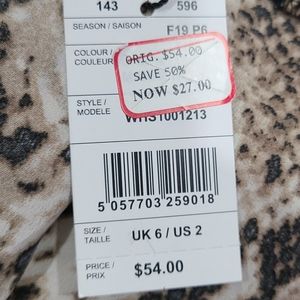 143 596
SEASON / SAISON F19 P6
COLOUR /
COULEUR
ORIG. $54.00
SAVE 50%
NOW $27.00
STYLE /
MODELE WHS1001213
5 057703 259018
SIZE /
TAILLE UK 6 / US 2
PRICE /
PRIX $54.00